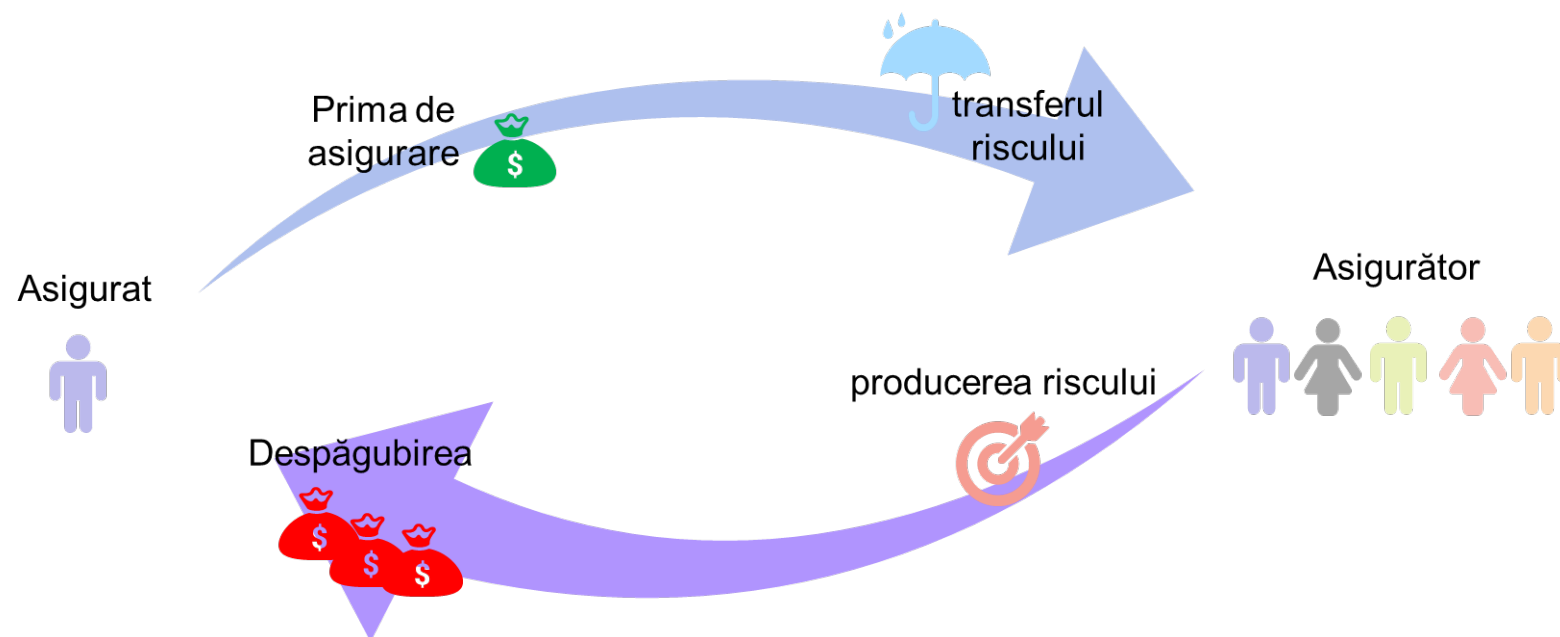 Prima de
asigurare
$
transferul
riscului
Asigurat
Asigurător
producerea riscului
Despăgubirea
$
$
$